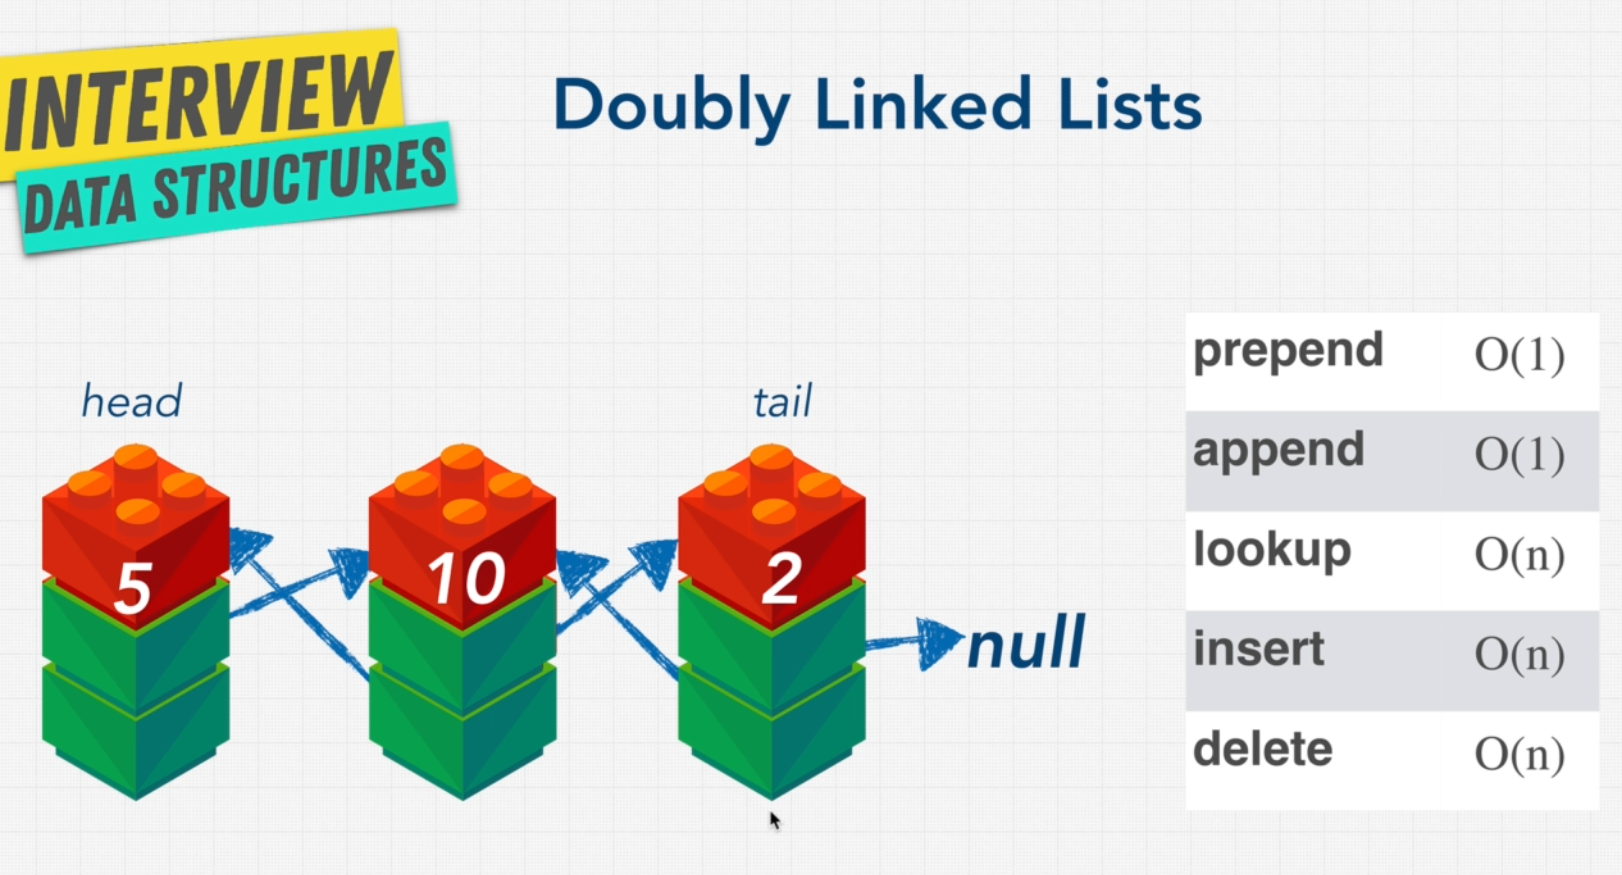 INTERVIEW
DATA STRUCTURES
Doubly Linked Lists
head
tail
5
10
2
null
prepend O(1)
append O(1)
lookup O(n)
insert O(n)
delete O(n)